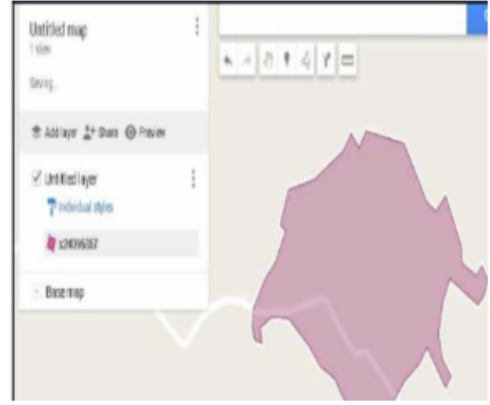 Untitled map
1 view
Saving...
Add layer Share Preview
Untitled layer
Individual styles
Base map